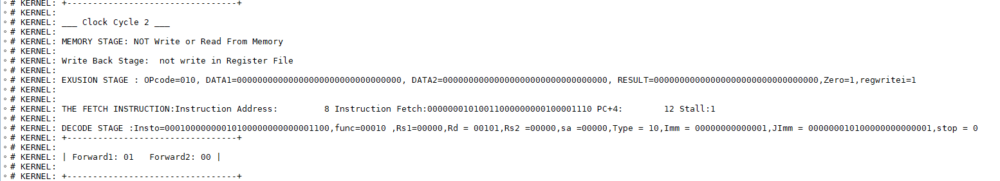 # KERNEL: +---------------------------------+
# KERNEL:
# KERNEL: ___ Clock Cycle 2 ___
# KERNEL:
# KERNEL: MEMORY STAGE: NOT Write or Read From Memory
# KERNEL:
# KERNEL: Write Back Stage:  not write in Register File
# KERNEL:
# KERNEL: EXUSION STAGE : OPcode=010, DATA1=00000000000000000000000000000000, DATA2=00000000000000000000000000000000, RESULT=00000000000000000000000000000000,Zero=1,regwritei=1
# KERNEL:
# KERNEL:
# KERNEL: THE FETCH INSTRUCTION:Instruction Address:         8 Instruction Fetch:00000001010011000000000100001110 PC+4:        12 Stall:1
# KERNEL:
# KERNEL: DECODE STAGE :Insto=00010000000010100000000000001100,func=00010 ,Rs1=00000,Rd = 00101,Rs2 =00000,sa =00000,Type = 10,Imm = 00000000000001,JImm = 000000010100000000000001,stop = 0
# KERNEL: +---------------------------------+
# KERNEL:
# KERNEL: | Forward1: 01   Forward2: 00 |
# KERNEL:
# KERNEL: +---------------------------------+